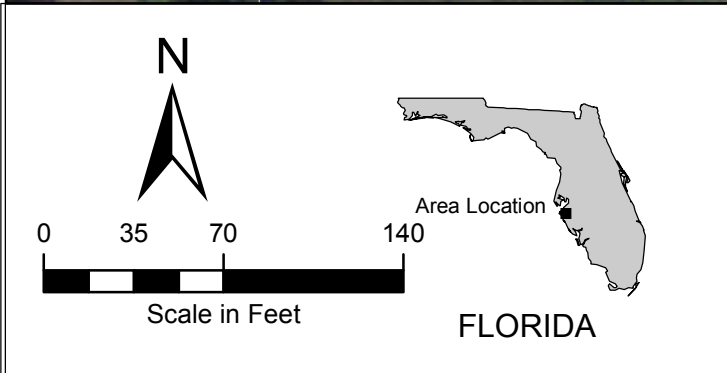 N
Area Location
0 35 70 140
Scale in Feet
FLORIDA